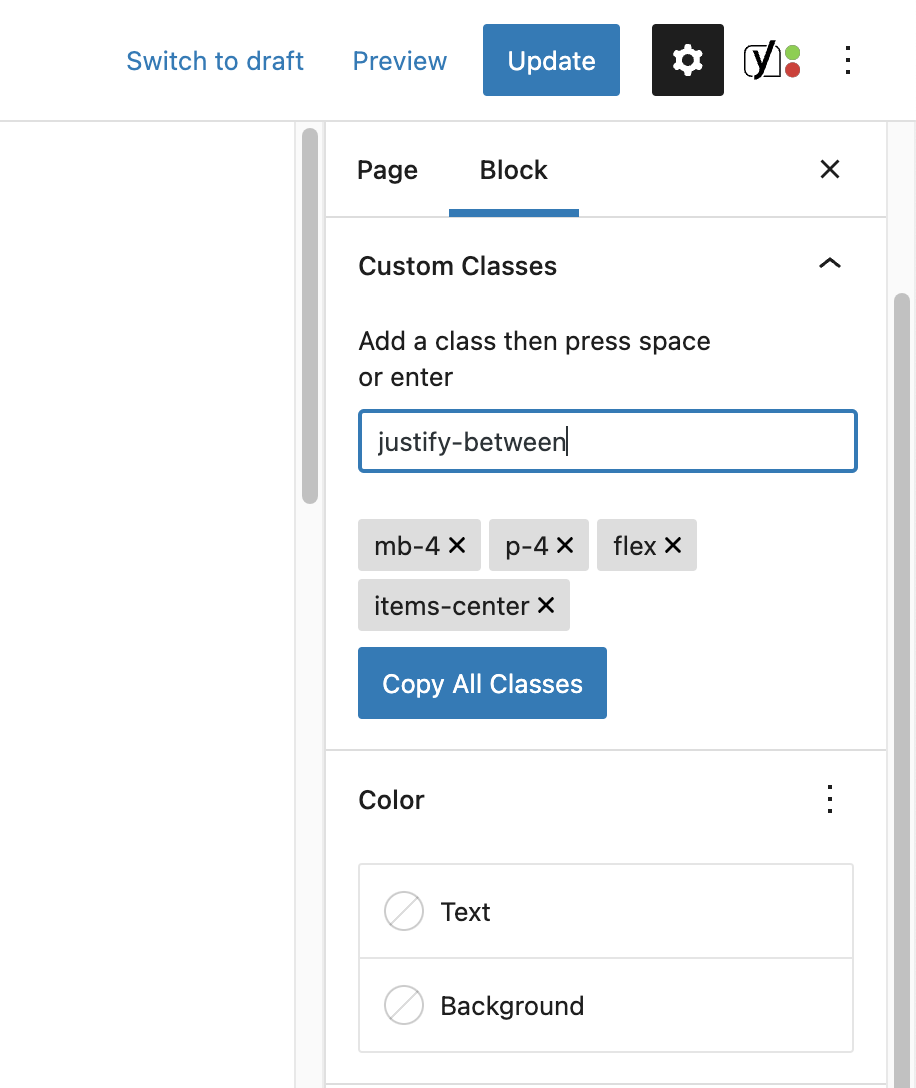 Switch to draft Preview Update y
Page Block
Custom Classes
Add a class then press space
or enter
justify-between
mb-4 p-4 flex
items-center
Copy All Classes
Color
Text
Background